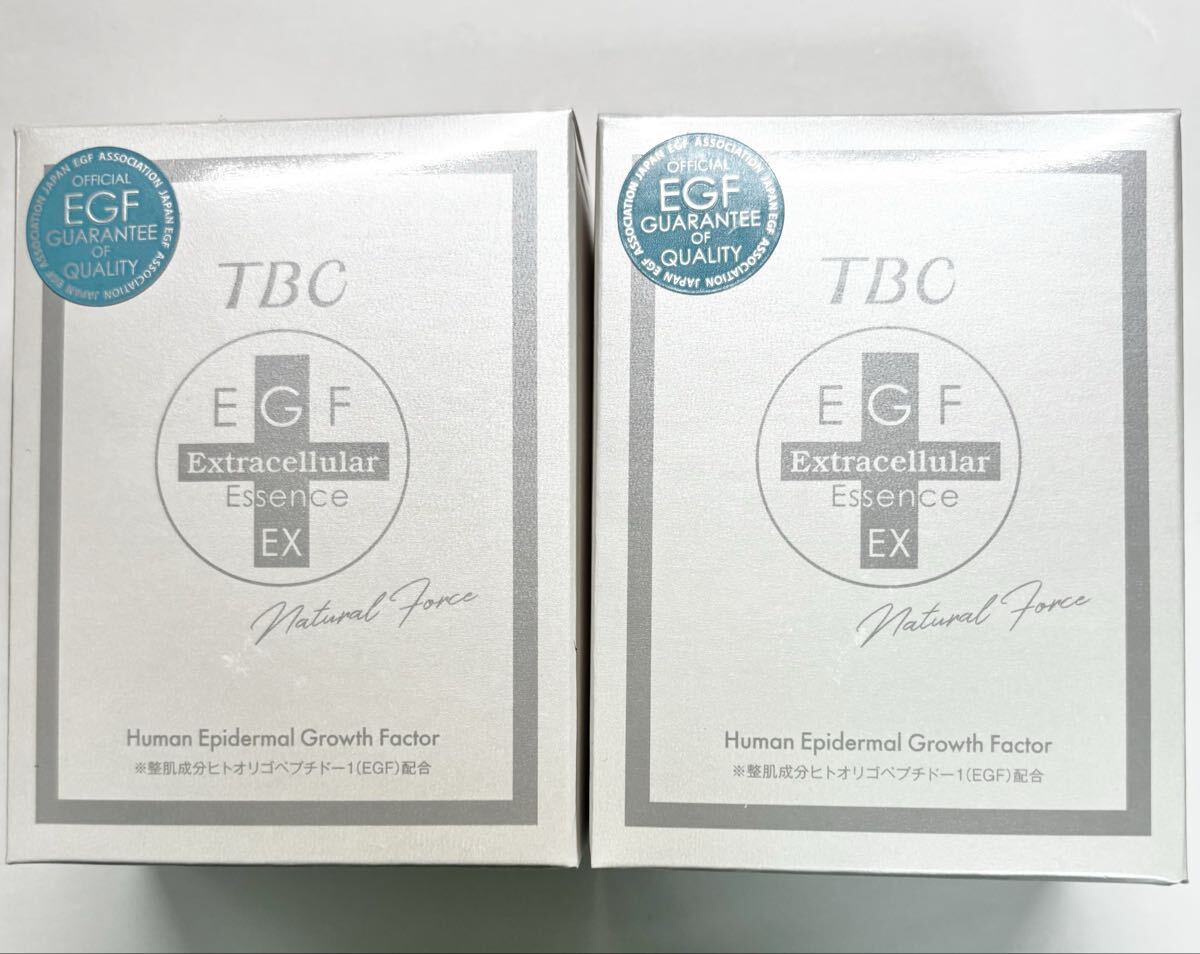 JAPAN EGF ASSOCIATION JAPAN EGF ASSOCIATION
OFFICIAL
EGF
GUARANTEE
OF
QUALITY
TBC
EGF
Extracellular
Essence
EX
Natural Force
Human Epidermal Growth Factor
※整肌成分ヒトオリゴペプチドー1(EGF)配合
JAPAN EGF ASSOCIATION JAPAN EGF ASSOCIATION
OFFICIAL
EGF
GUARANTEE
OF
QUALITY
TBC
EGF
Extracellular
Essence
EX
Natural Force
Human Epidermal Growth Factor
※整肌成分ヒトオリゴペプチドー1(EGF)配合